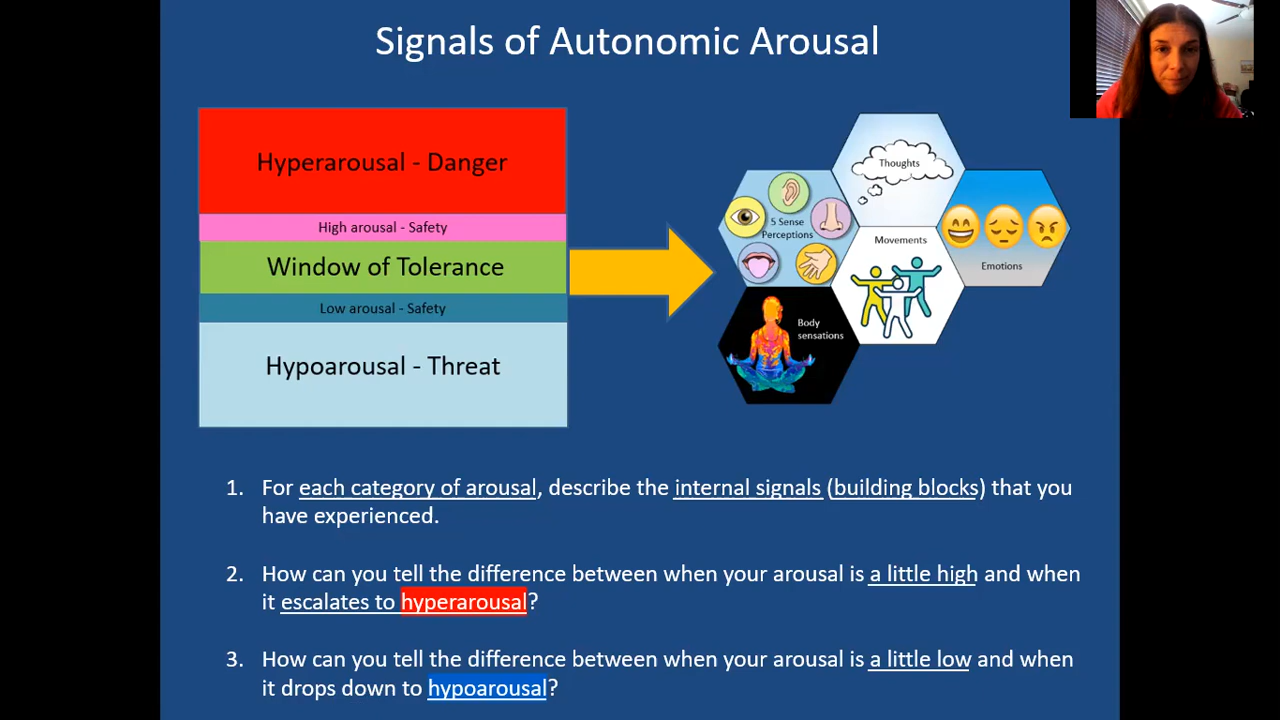 Signals of Autonomic Arousal
Hyperarousal - Danger
High arousal - Safety
Window of Tolerance
Low arousal - Safety
Hypoarousal - Threat
Thoughts
5 Sense
Perceptions
Movements
Emotions
Body
sensations
1. For each category of arousal, describe the internal signals (building blocks) that you
have experienced.
2. How can you tell the difference between when your arousal is a little high and when
it escalates to hyperarousal?
3. How can you tell the difference between when your arousal is a little low and when
it drops down to hypoarousal?